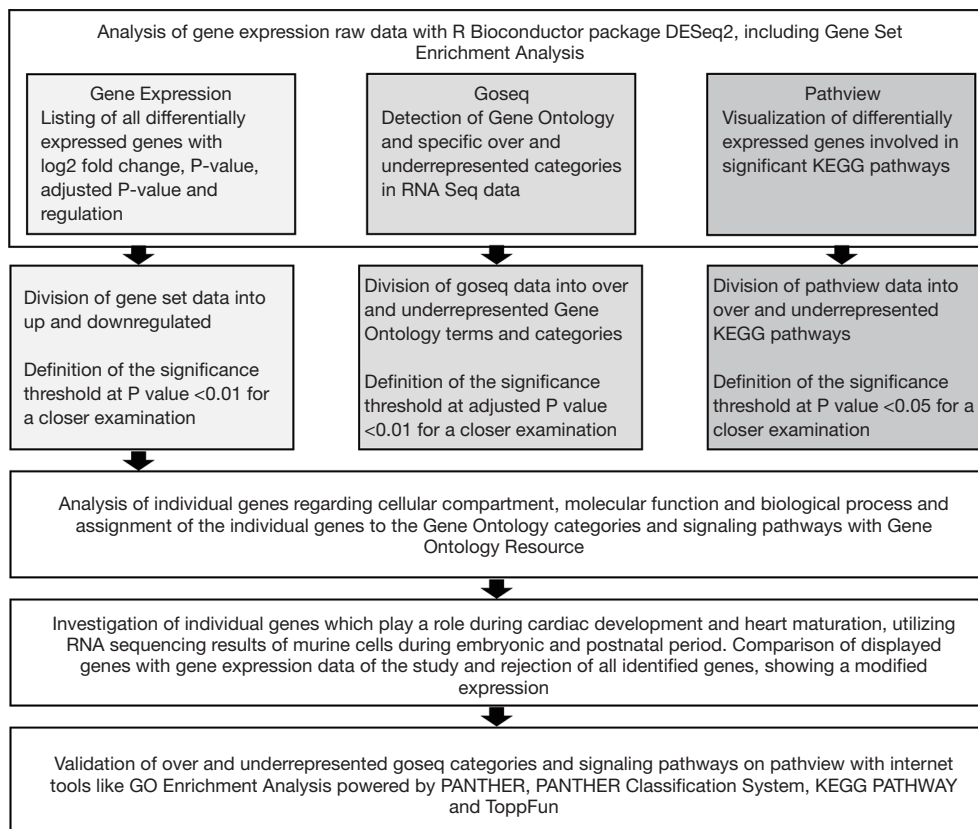 Analysis of gene expression raw data with R Bioconductor package DESeq2, including Gene Set
Enrichment Analysis
Gene Expression
Listing of all differentially
expressed genes with
log2 fold change, P-value,
adjusted P-value and
regulation
Goseq
Detection of Gene Ontology
and specific over and
underrepresented categories
in RNA Seq data
Pathview
Visualization of differentially
expressed genes involved in
significant KEGG pathways
Division of gene set data into
up and downregulated
Definition of the significance
threshold at P value <0.01 for
a closer examination
Division of goseq data into over
and underrepresented Gene
Ontology terms and categories
Definition of the significance
threshold at adjusted P value
<0.01 for a closer examination
Division of pathview data into
over and underrepresented
KEGG pathways
Definition of the significance
threshold at P value <0.05 for a
closer examination
Analysis of individual genes regarding cellular compartment, molecular function and biological process and
assignment of the individual genes to the Gene Ontology categories and signaling pathways with Gene
Ontology Resource
Investigation of individual genes which play a role during cardiac development and heart maturation, utilizing
RNA sequencing results of murine cells during embryonic and postnatal period. Comparison of displayed
genes with gene expression data of the study and rejection of all identified genes, showing a modified
expression
Validation of over and underrepresented goseq categories and signaling pathways on pathview with internet
tools like GO Enrichment Analysis powered by PANTHER, PANTHER Classification System, KEGG PATHWAY
and ToppFun